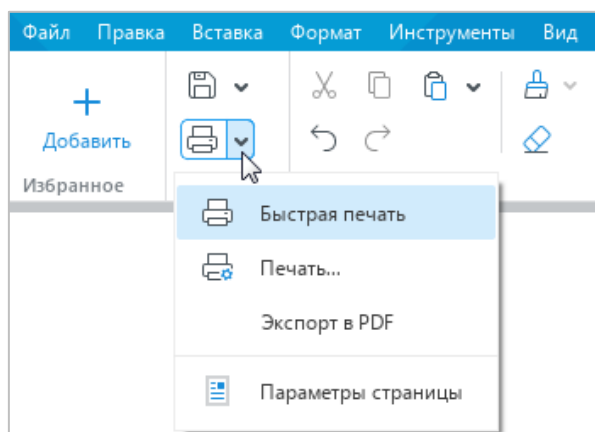 Файл Правка Вставка Формат Инструменты Вид
Добавить
Избранное
Быстрая печать
Печать...
Экспорт в PDF
Параметры страницы